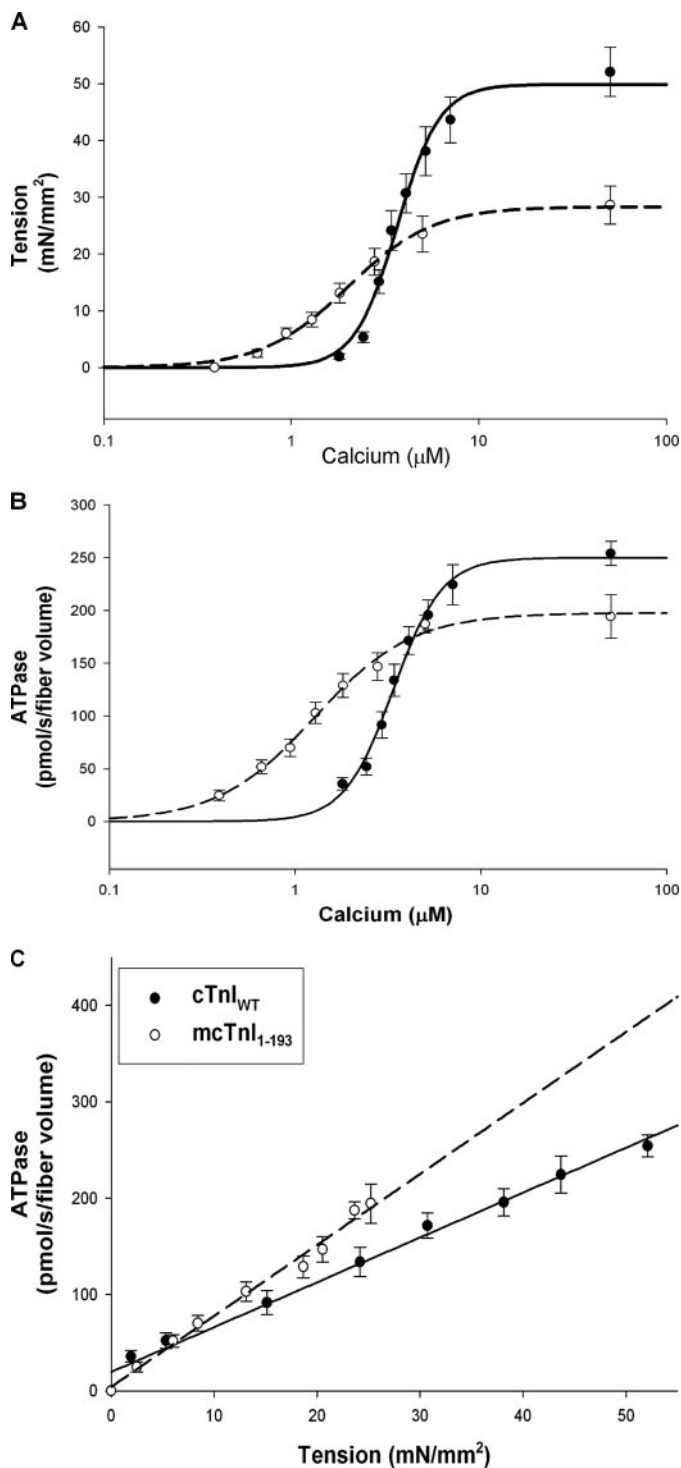 A
60
50
40
30
20
10
0
Tension
(mN/mm²)
0.1 1 10 100
Calcium (μM)
B
300
250
200
150
100
50
0
ATPase
(pmol/s/fiber volume)
0.1 1 10 100
Calcium (μM)
C
cTnI_WT
mcTnI_1-193
400
300
200
100
0
ATPase
(pmol/s/fiber volume)
0 10 20 30 40 50
Tension (mN/mm²)